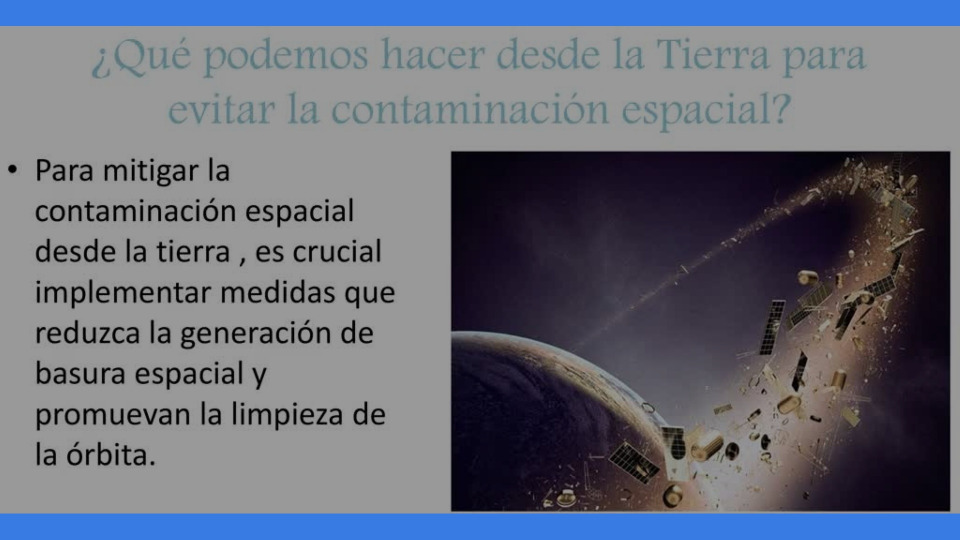 ¿Qué podemos hacer desde la Tierra para
evitar la contaminación espacial?
• Para mitigar la
contaminación espacial
desde la tierra , es crucial
implementar medidas que
reduzca la generación de
basura espacial y
promuevan la limpieza de
la órbita.